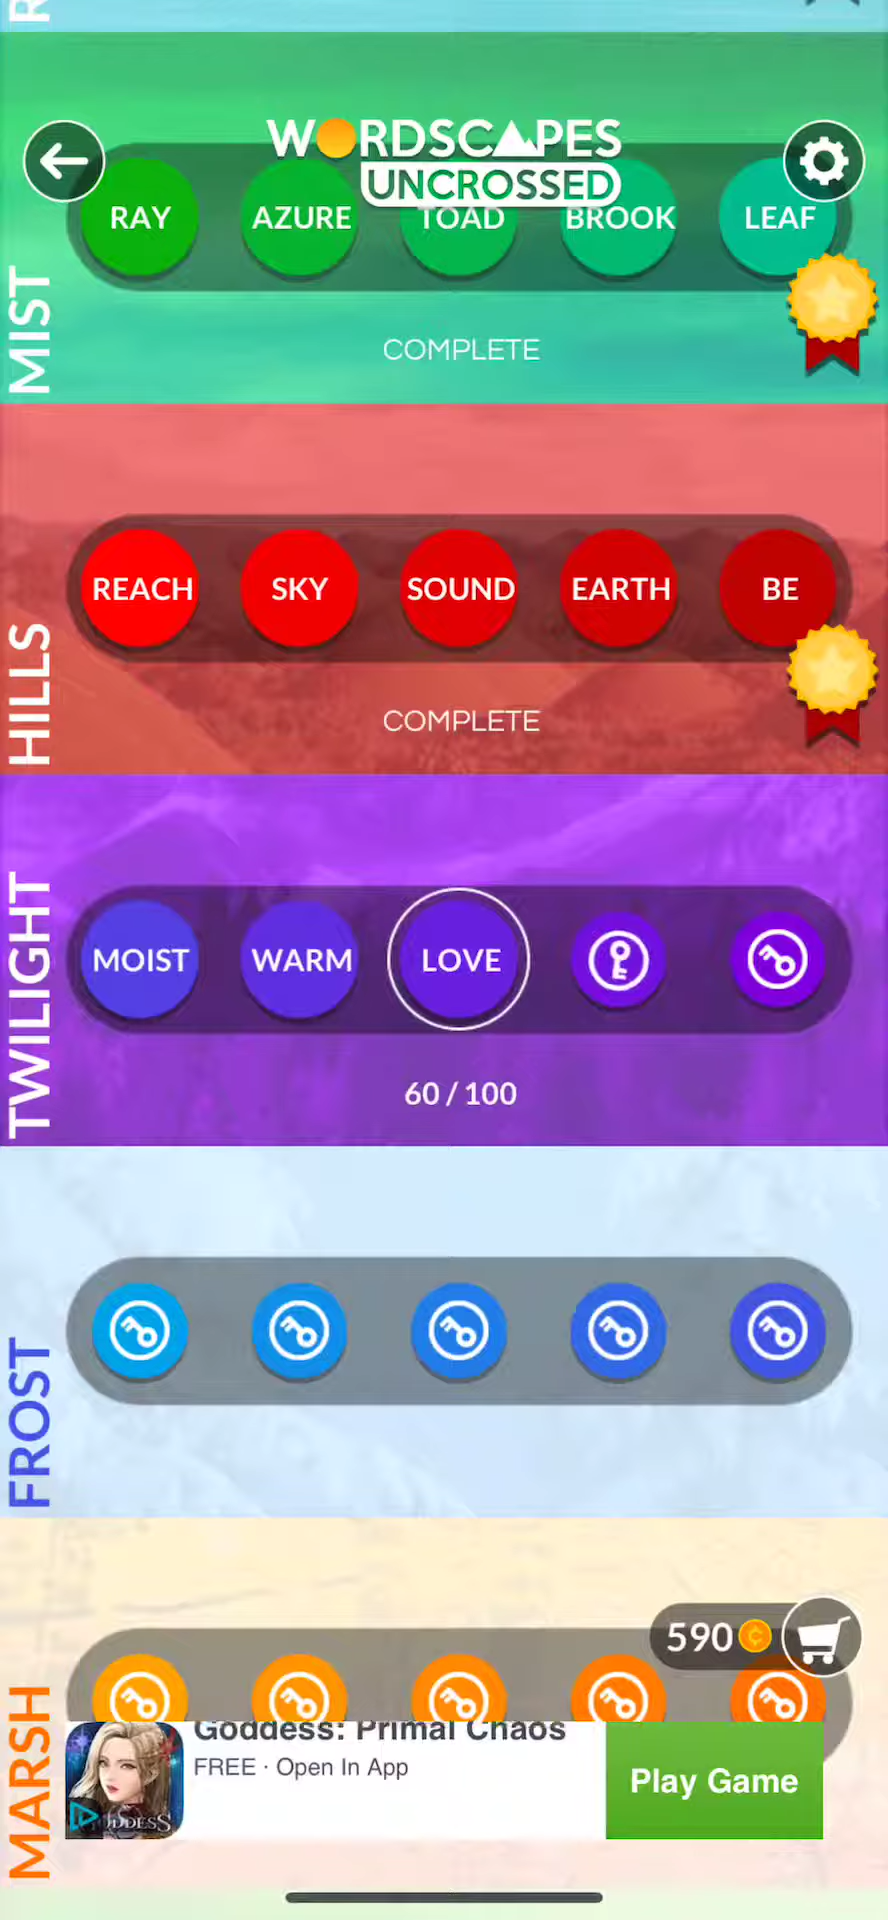 R
WORDSCAPES
UNCROSSED
RAY AZURE TOAD BROOK LEAF
MIST
COMPLETE
REACH SKY SOUND EARTH BE
HILLS
COMPLETE
MOIST WARM LOVE
TWILIGHT
60 / 100
FROST
590
MARSH
Goddess: Primal Chaos
FREE · Open In App
Play Game